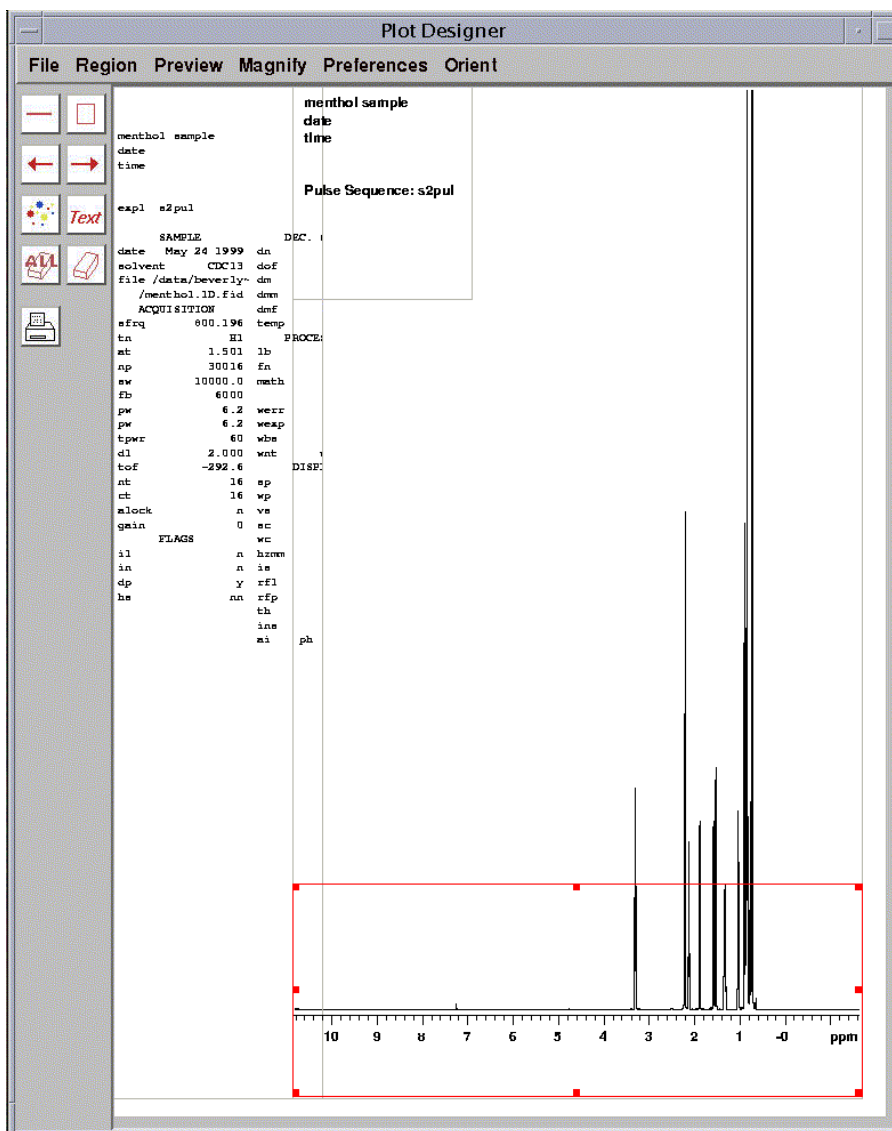 Plot Designer
File Region Preview Magnify Preferences Orient
Text
ALL
menthol sample
date
time
exp1 s2pul
SAMPLE DEC.
date May 24 1999 dn
solvent CDCl3 dof
file /data/beverly~ dm
/menthol.1D.fid dmm
ACQUISITION dmf
sfrq temp
tn H1 PROCE
at 1.501 lb
np 30016 fn
sw 10000.0 math
fb 6000
pw 6.2 werr
pw 6.2 wexp
tpwr 60 wbs
d1 2.000 wnt
tof -292.6 DISP
nt 16 sp
ct 16 wp
alock n vs
gain 0 sc
FLAGS wc
il n hzmm
in n is
dp y rfl
hs nn rfp
th
ins
ai ph
menthol sample
date
time
Pulse Sequence: s2pul
10 9 8 7 6 5 4 3 2 1 -0 ppm